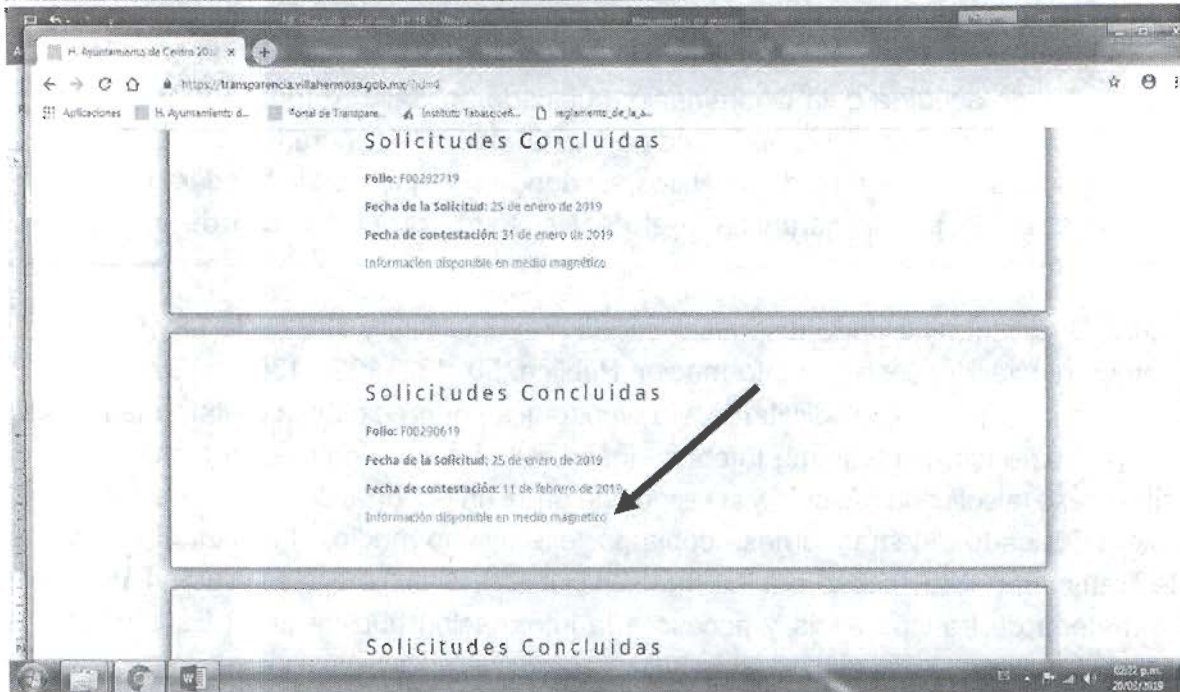 H. Ayuntamiento de Centro
https://transparencia.villahermosa.gob.mx/
Aplicaciones H. Ayuntamiento d... Portal de Transpare... Instituto Tabasqueñ... reglamento_de_la_a...
Solicitudes Concluidas
Folio: F00292719
Fecha de la Solicitud: 25 de enero de 2019
Fecha de contestación: 31 de enero de 2019
Información disponible en medio magnético
Solicitudes Concluidas
Folio: F00290619
Fecha de la Solicitud: 25 de enero de 2019
Fecha de contestación: 11 de febrero de 2019
Información disponible en medio magnético
Solicitudes Concluidas
ES 02:22 p.m.
20/03/2019